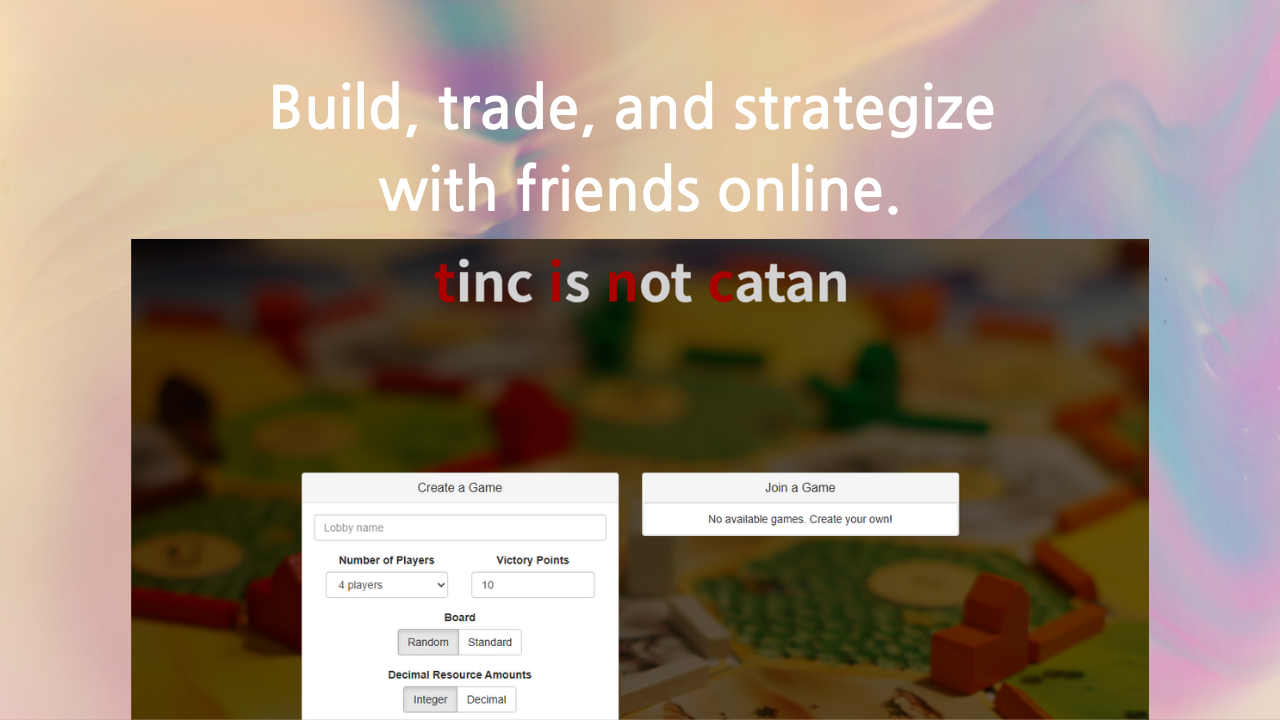 Build, trade, and strategize
with friends online.
tinc is not catan
Create a Game
Lobby name
Number of Players
Victory Points
4 players
10
Board
Random
Standard
Decimal Resource Amounts
Integer
Decimal
Join a Game
No available games. Create your own!